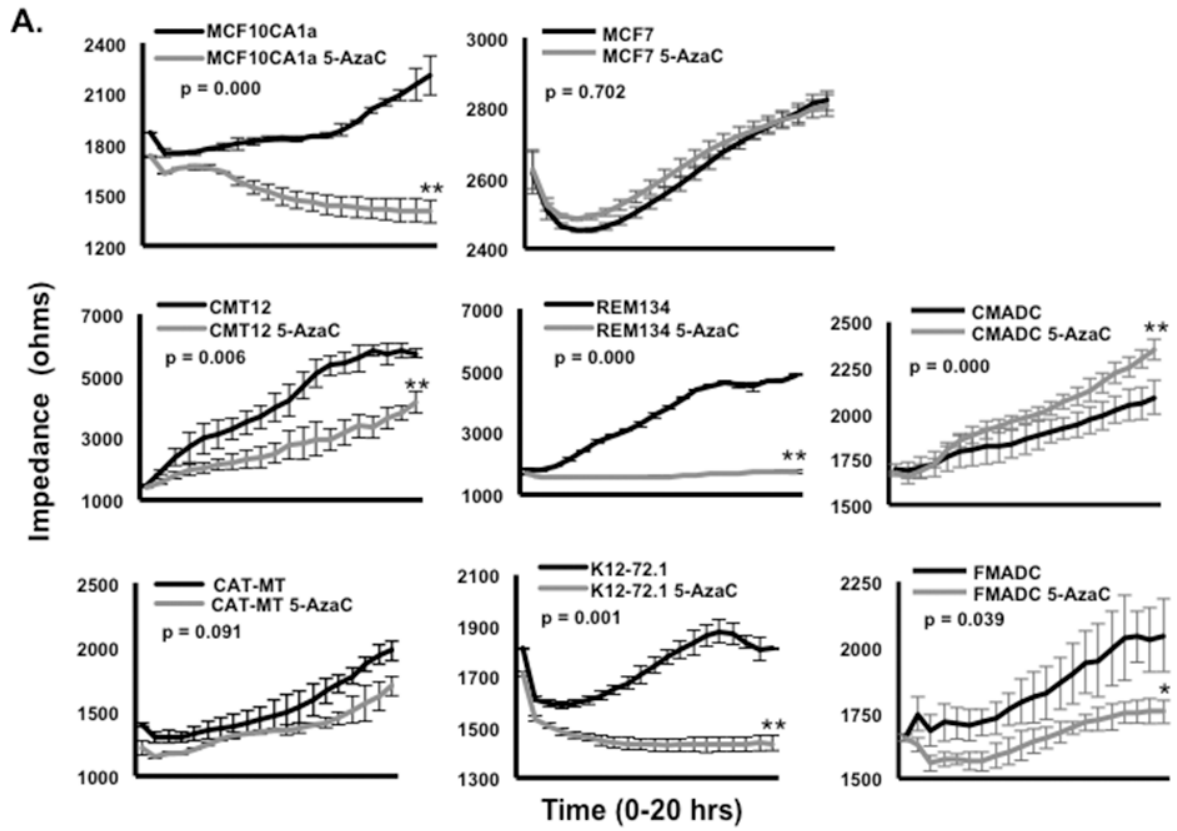 A.
MCF10CA1a
MCF10CA1a 5-AzaC
p = 0.000
2400
2100
1800
1500
1200
**
MCF7
MCF7 5-AzaC
p = 0.702
3000
2800
2600
2400
Impedance (ohms)
CMT12
CMT12 5-AzaC
p = 0.006
7000
5000
3000
1000
**
REM134
REM134 5-AzaC
p = 0.000
7000
5000
3000
1000
**
CMADC
CMADC 5-AzaC
p = 0.000
2500
2250
2000
1750
1500
**
CAT-MT
CAT-MT 5-AzaC
p = 0.091
2500
2000
1500
1000
K12-72.1
K12-72.1 5-AzaC
p = 0.001
2100
1900
1700
1500
1300
**
FMADC
FMADC 5-AzaC
p = 0.039
2250
2000
1750
1500
*
Time (0-20 hrs)